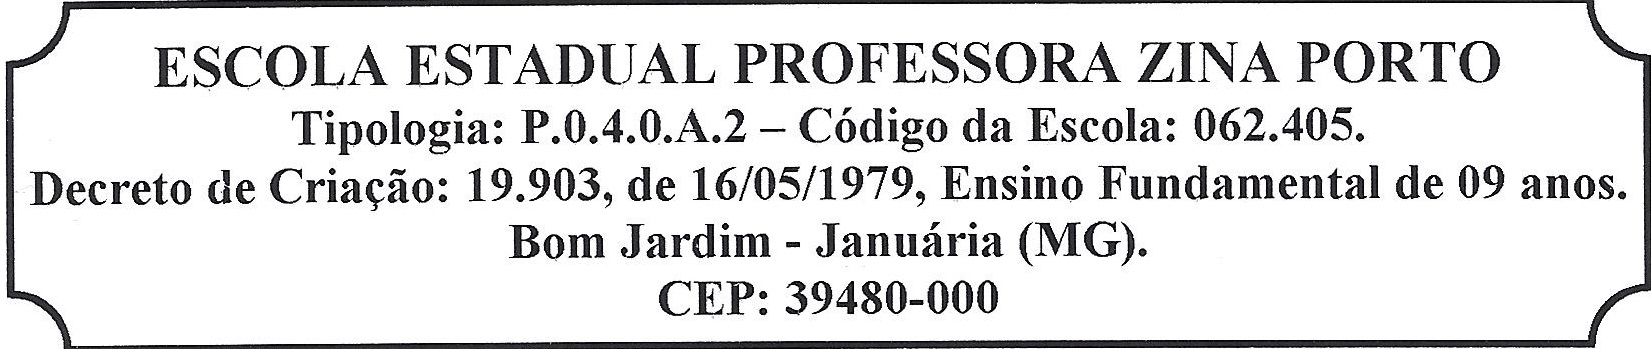 ESCOLA ESTADUAL PROFESSORA ZINA PORTO
Tipologia: P.0.4.0.A.2 – Código da Escola: 062.405.
Decreto de Criação: 19.903, de 16/05/1979, Ensino Fundamental de 09 anos.
Bom Jardim - Januária (MG).
CEP: 39480-000